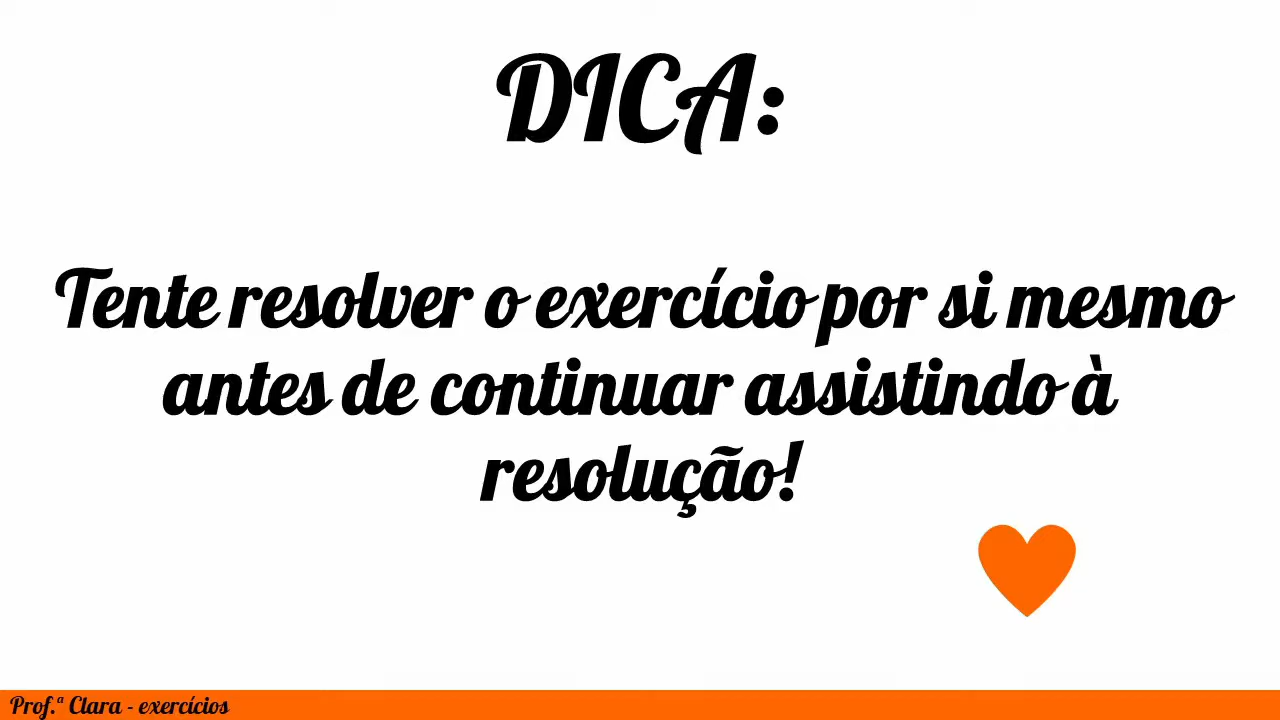 DICA:
Tente resolver o exercício por si mesmo
antes de continuar assistindo à
resolução!
Prof.ª Clara - exercícios